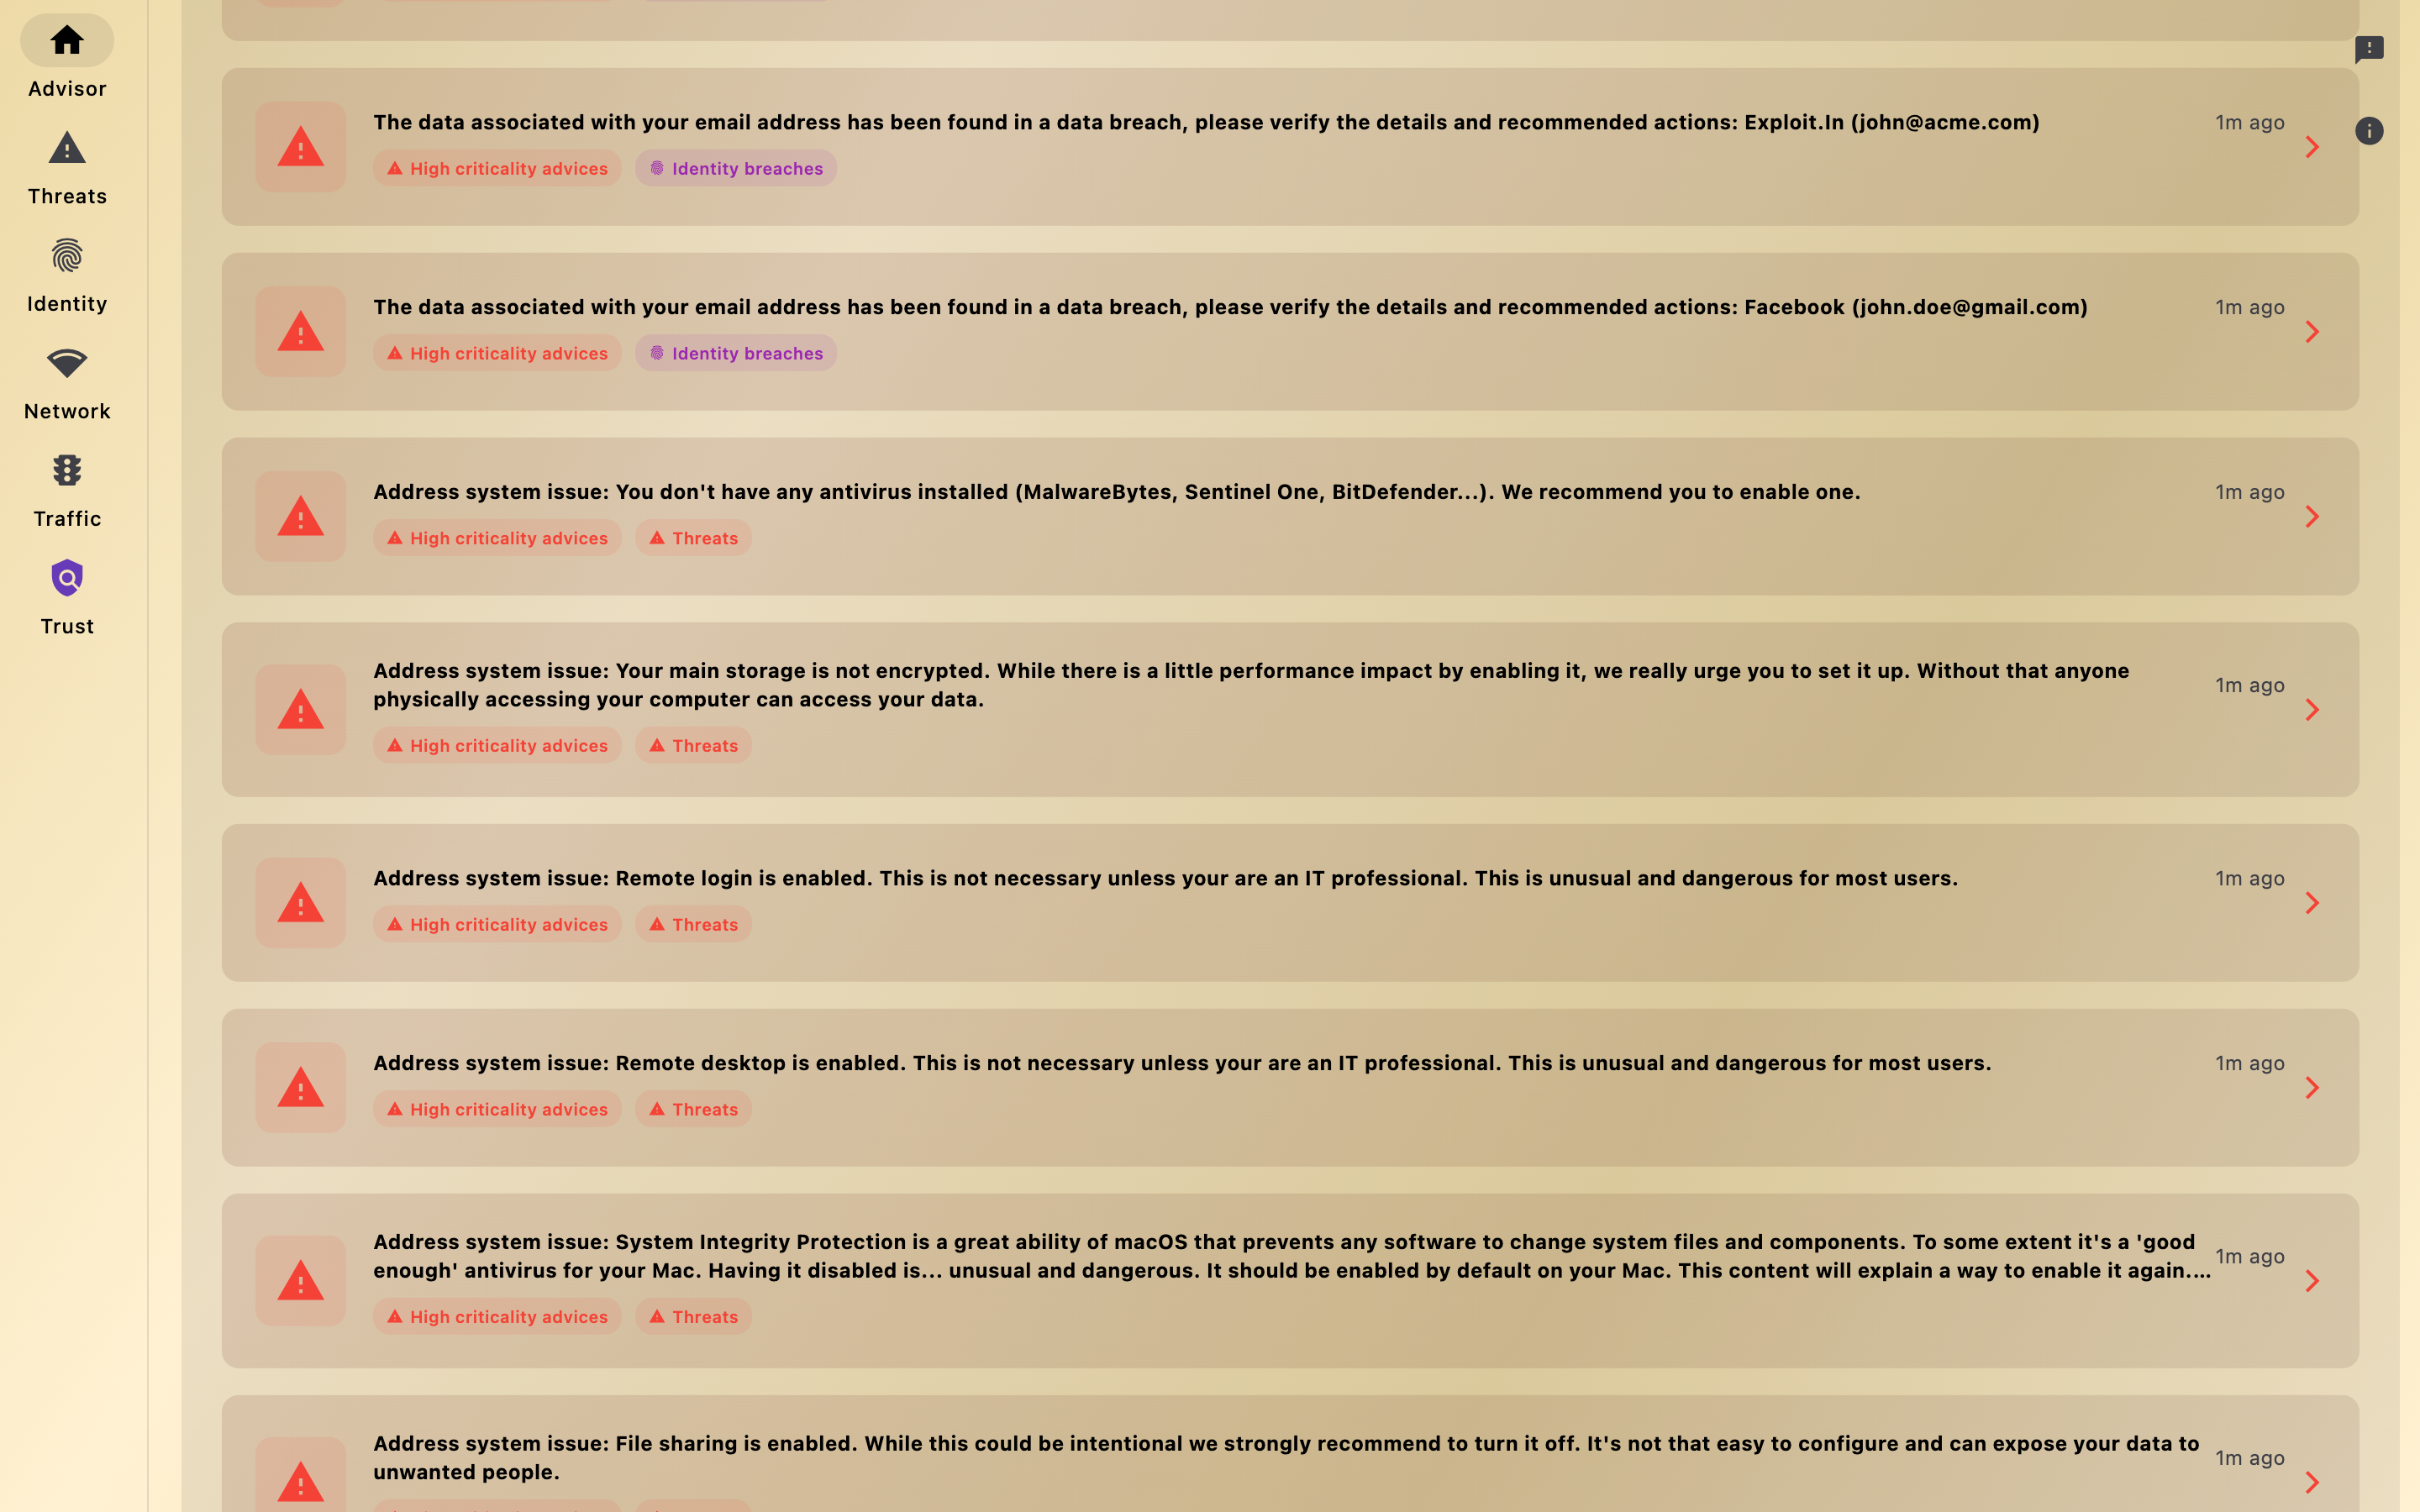 Advisor
Threats
Identity
Network
Traffic
Trust
The data associated with your email address has been found in a data breach, please verify the details and recommended actions: Exploit.In (john@acme.com)
1m ago
High criticality advices
Identity breaches
The data associated with your email address has been found in a data breach, please verify the details and recommended actions: Facebook (john.doe@gmail.com)
1m ago
High criticality advices
Identity breaches
Address system issue: You don't have any antivirus installed (MalwareBytes, Sentinel One, BitDefender...). We recommend you to enable one.
1m ago
High criticality advices
Threats
Address system issue: Your main storage is not encrypted. While there is a little performance impact by enabling it, we really urge you to set it up. Without that anyone
physically accessing your computer can access your data.
1m ago
High criticality advices
Threats
Address system issue: Remote login is enabled. This is not necessary unless your are an IT professional. This is unusual and dangerous for most users.
1m ago
High criticality advices
Threats
Address system issue: Remote desktop is enabled. This is not necessary unless your are an IT professional. This is unusual and dangerous for most users.
1m ago
High criticality advices
Threats
Address system issue: System Integrity Protection is a great ability of macOS that prevents any software to change system files and components. To some extent it's a 'good
enough' antivirus for your Mac. Having it disabled is... unusual and dangerous. It should be enabled by default on your Mac. This content will explain a way to enable it again....
1m ago
High criticality advices
Threats
Address system issue: File sharing is enabled. While this could be intentional we strongly recommend to turn it off. It's not that easy to configure and can expose your data to
unwanted people.
1m ago